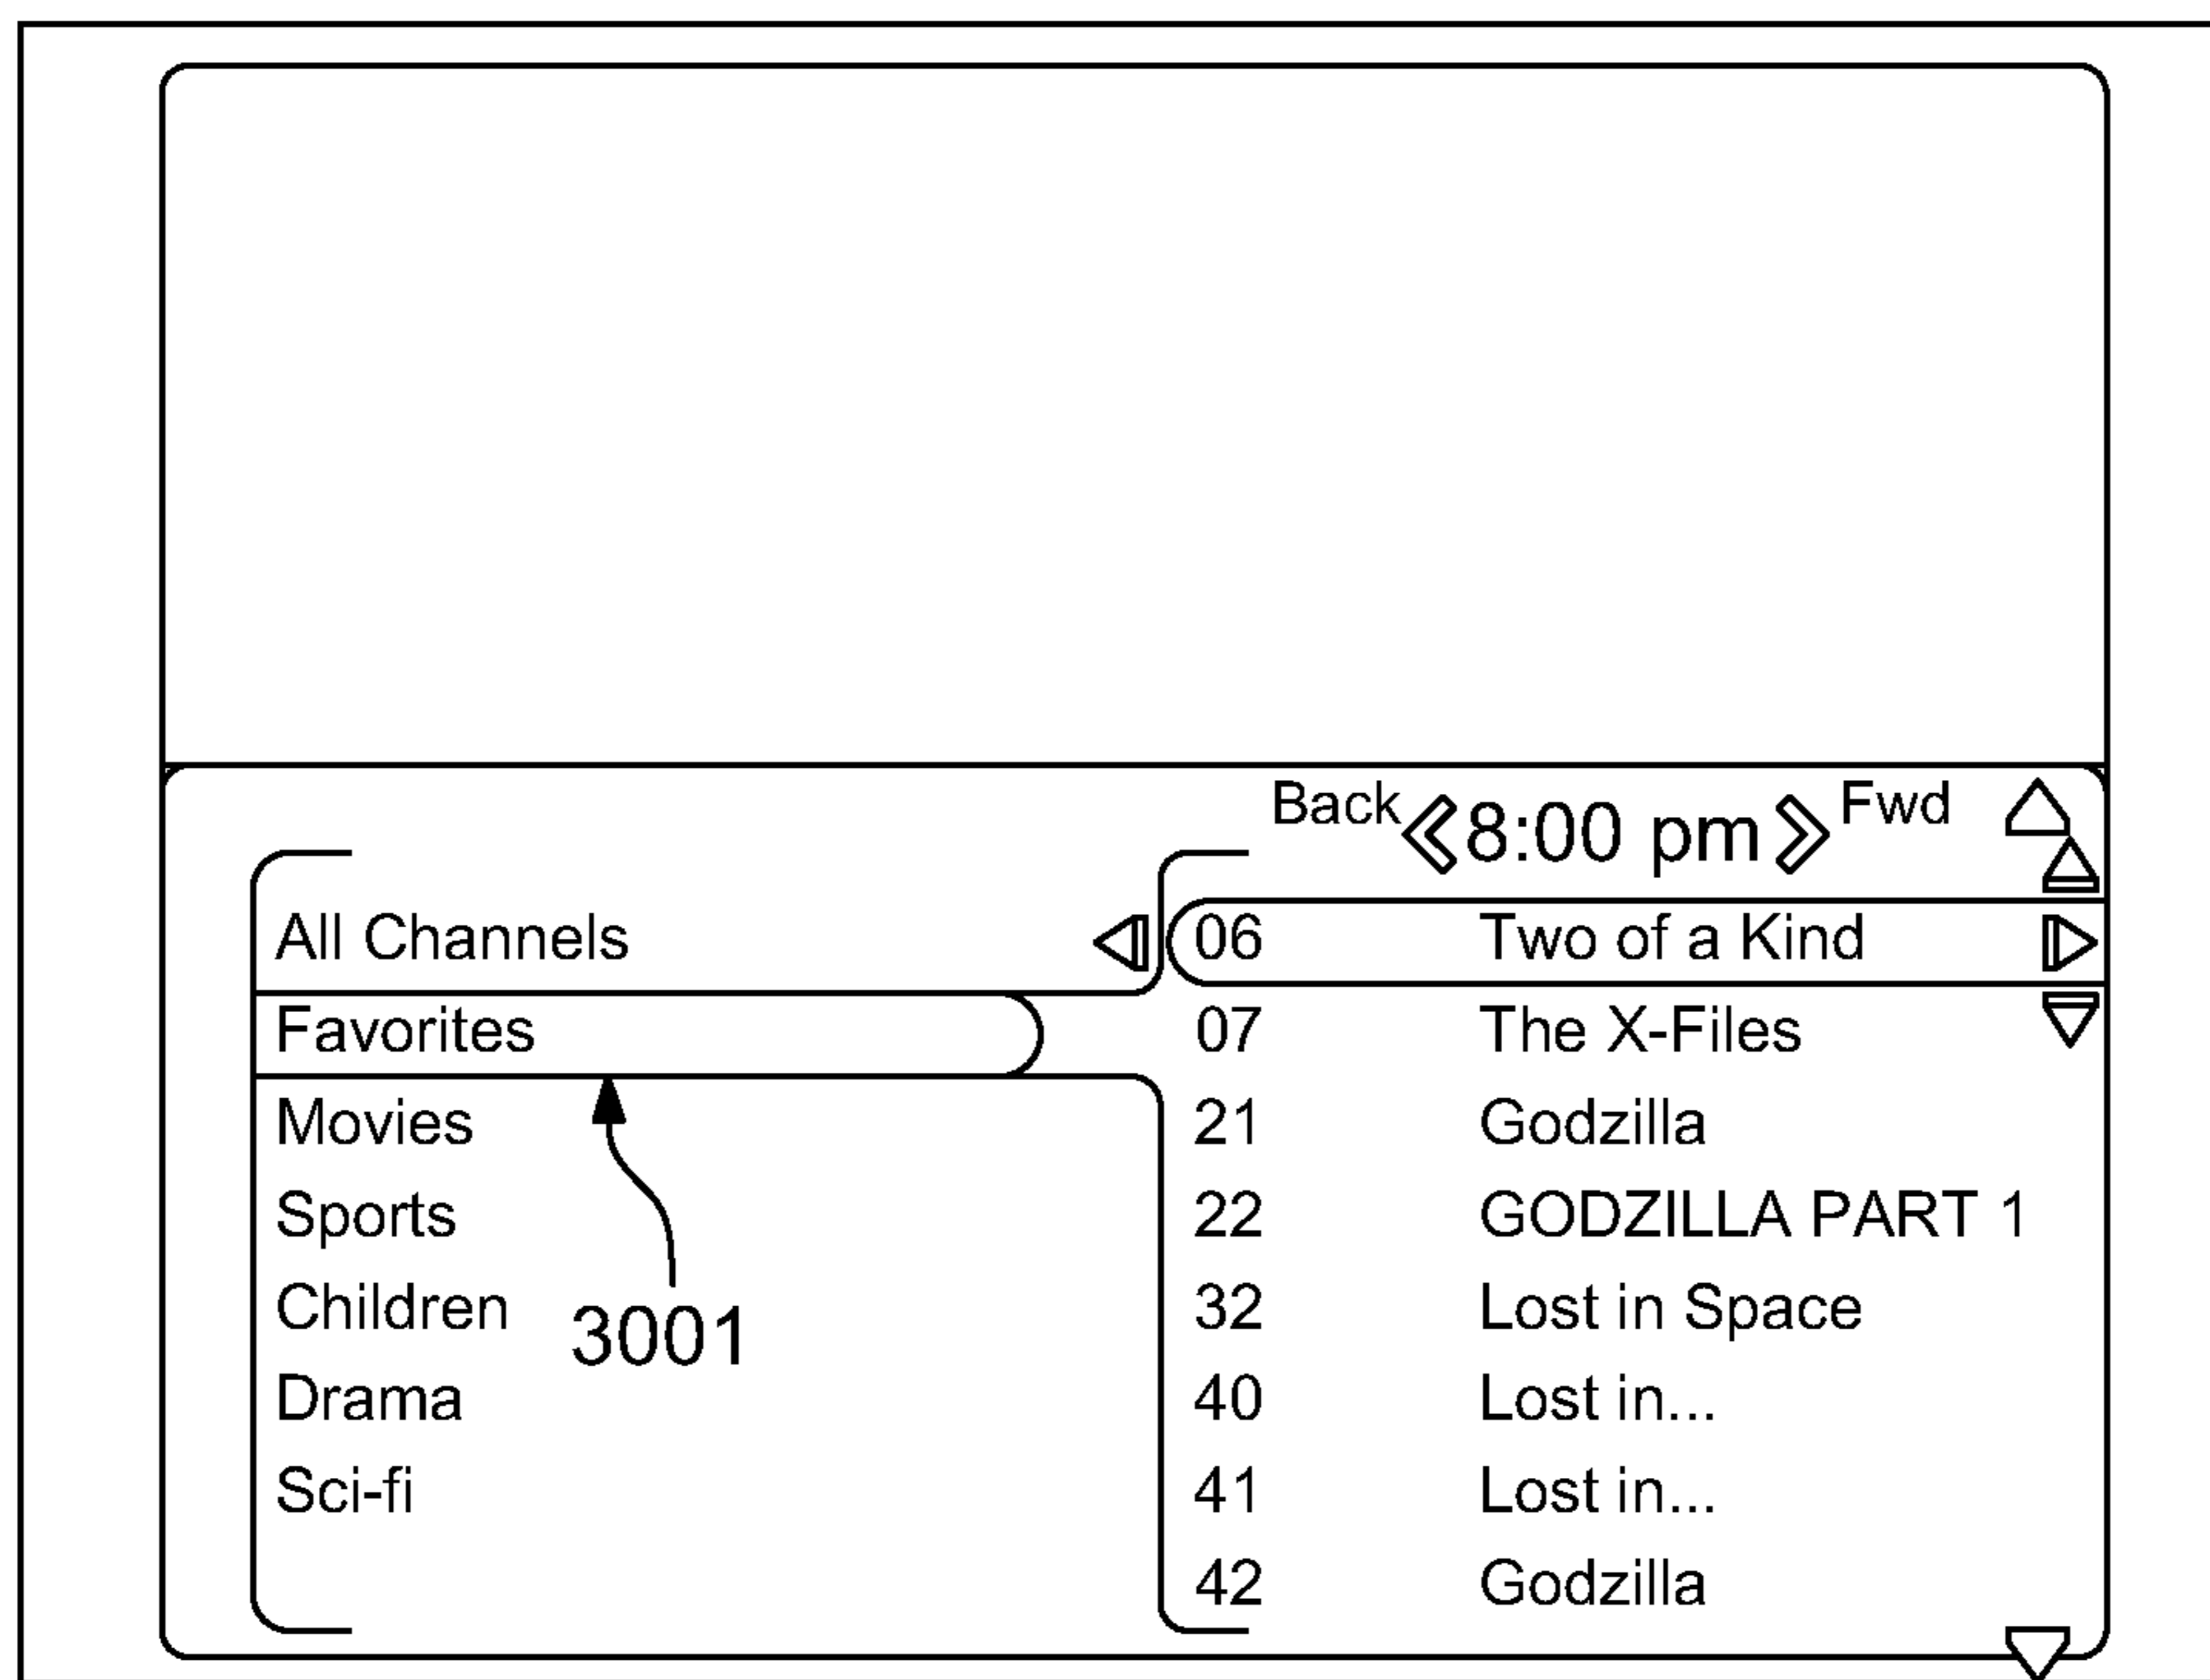 Back 8:00 pm Fwd
All Channels
Favorites
Movies
Sports
Children
Drama
Sci-fi
3001
06 Two of a Kind
07 The X-Files
21 Godzilla
22 GODZILLA PART 1
32 Lost in Space
40 Lost in...
41 Lost in...
42 Godzilla